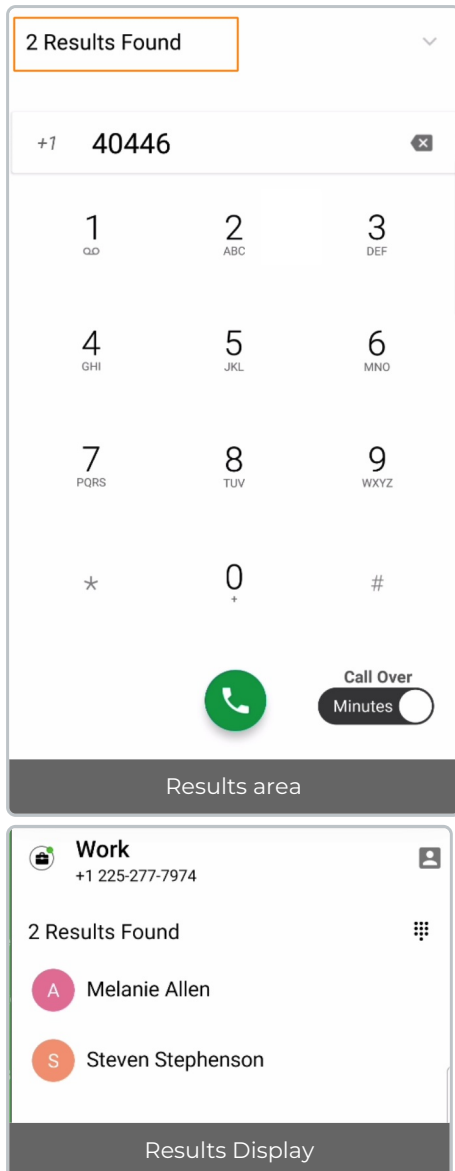 2 Results Found
+1 40446
1 2 3
ABC DEF
4 5 6
GHI JKL MNO
7 8 9
PQRS TUV WXYZ
* 0 #
+
Call Over
Minutes
Results area
Work
+1 225-277-7974
2 Results Found
A Melanie Allen
S Steven Stephenson
Results Display